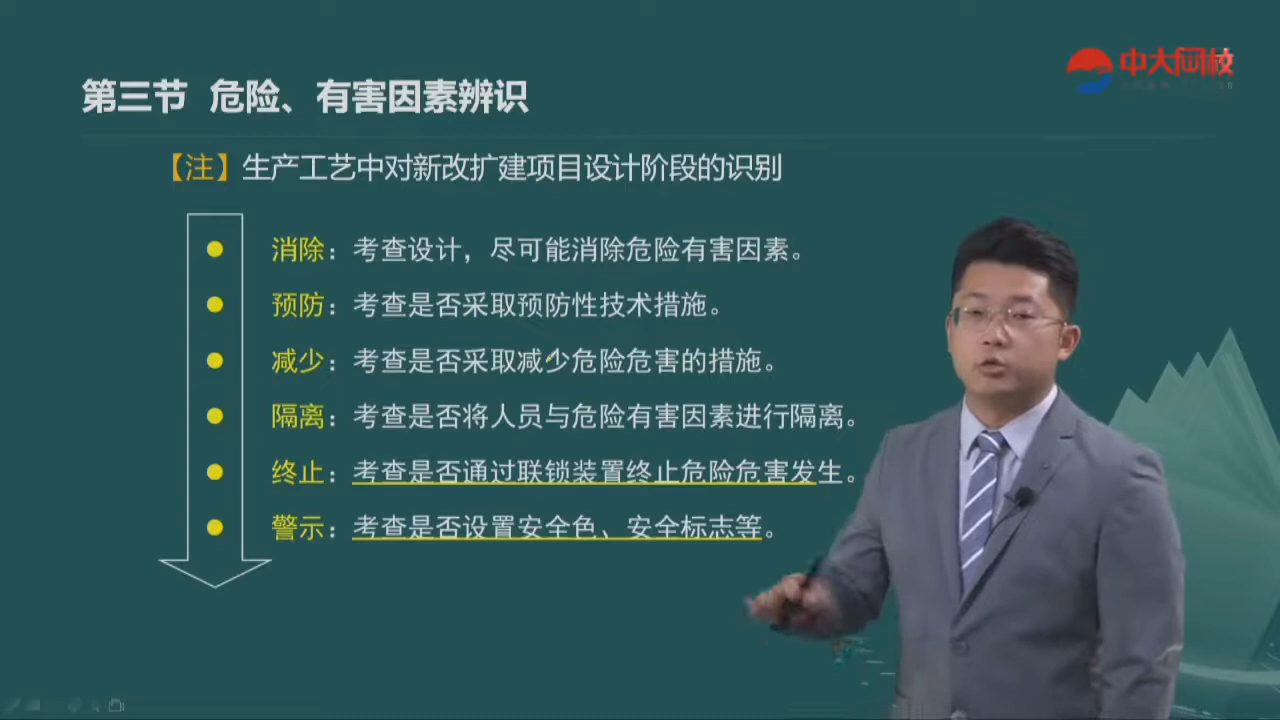 中大网校
第三节 危险、有害因素辨识
【注】生产工艺中对新改扩建项目设计阶段的识别
消除：考查设计，尽可能消除危险有害因素。
预防：考查是否采取预防性技术措施。
减少：考查是否采取减少危险危害的措施。
隔离：考查是否将人员与危险有害因素进行隔离。
终止：考查是否通过联锁装置终止危险危害发生。
警示：考查是否设置安全色、安全标志等。